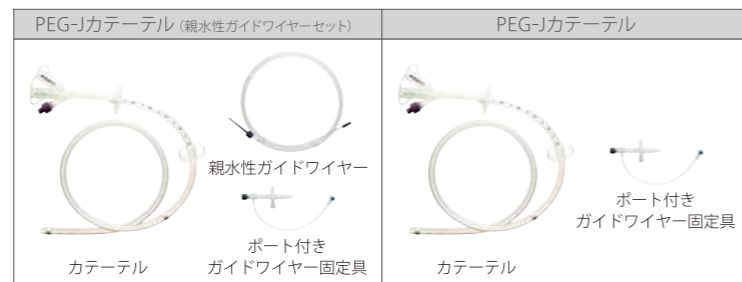 PEG-Jカテーテル（親水性ガイドワイヤーセット）
PEG-Jカテーテル
親水性ガイドワイヤー
ポート付き
ガイドワイヤー固定具
カテーテル
ポート付き
ガイドワイヤー固定具
カテーテル